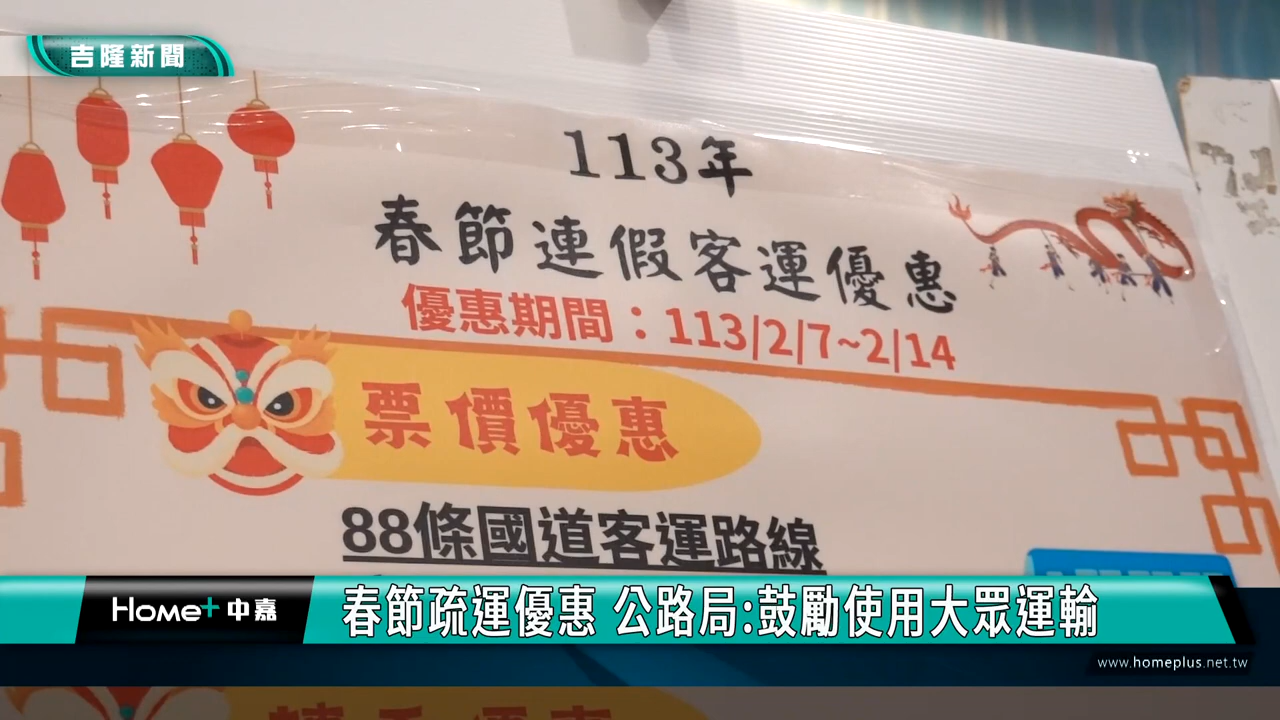 吉隆新聞
113年
春節連假客運優惠
優惠期間：113/2/7~2/14
票價優惠
88條國道客運路線
Home+中嘉
春節疏運優惠 公路局:鼓勵使用大眾運輸
www.homeplus.net.tw